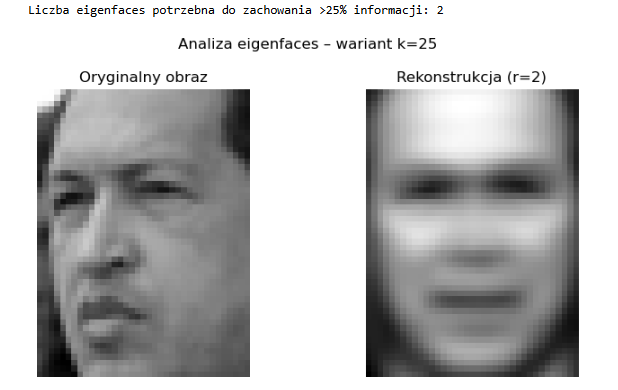 Liczba eigenfaces potrzebna do zachowania >25% informacji: 2
Analiza eigenfaces – wariant k=25
Oryginalny obraz
Rekonstrukcja (r=2)